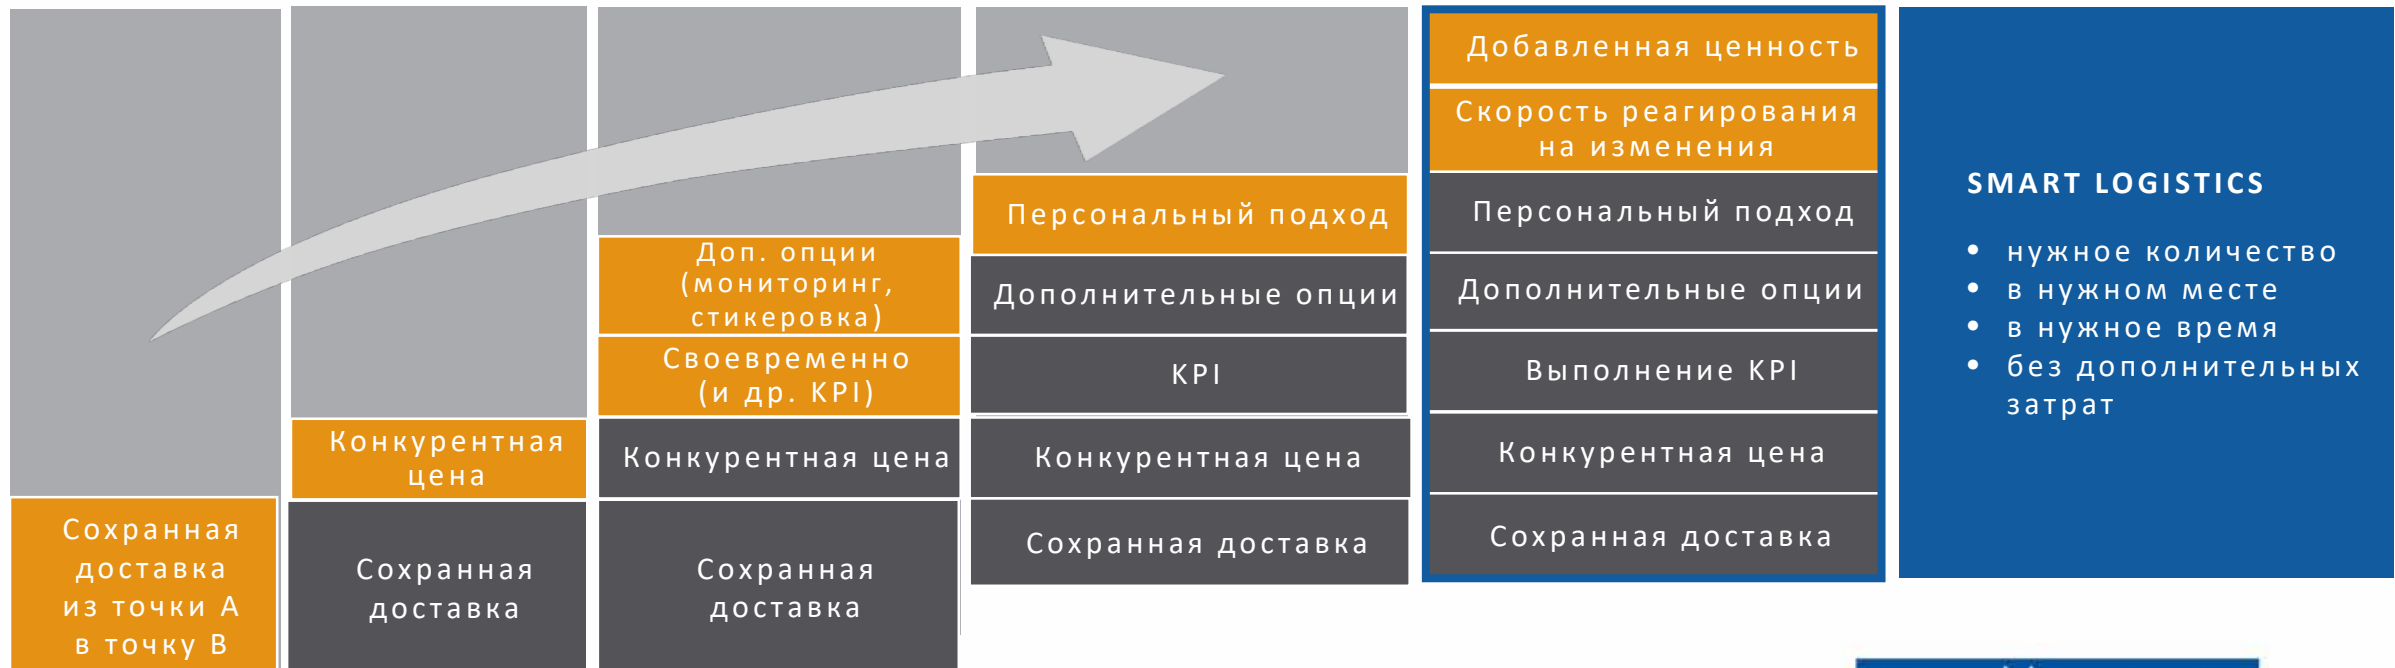 Сохранная
доставка
из точки А
в точку В
Конкурентная
цена
Сохранная
доставка
Доп. опции
(мониторинг,
стикеровка)
Своевременно
(и др. KPI)
Конкурентная цена
Сохранная
доставка
Персональный подход
Дополнительные опции
KPI
Конкурентная цена
Сохранная доставка
Добавленная ценность
Скорость реагирования
на изменения
Персональный подход
Дополнительные опции
Выполнение KPI
Конкурентная цена
Сохранная доставка
SMART LOGISTICS
• нужное количество
• в нужном месте
• в нужное время
• без дополнительных
затрат